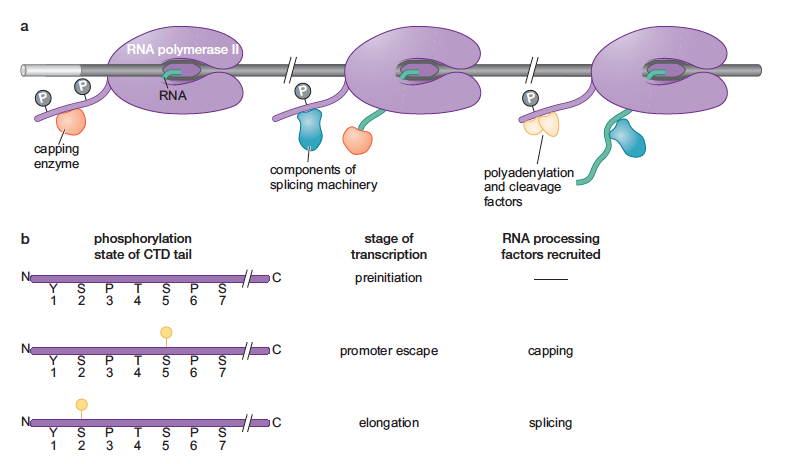 a
RNA polymerase II
P
P
RNA
capping
enzyme
P
components of
splicing machinery
P
polyadenylation
and cleavage
factors
b
phosphorylation
state of CTD tail
stage of
transcription
RNA processing
factors recruited
N
C
preinitiation
Y S P T S P S
1 2 3 4 5 6 7
N
C
promoter escape
capping
Y S P T S P S
1 2 3 4 5 6 7
N
C
elongation
splicing
Y S P T S P S
1 2 3 4 5 6 7